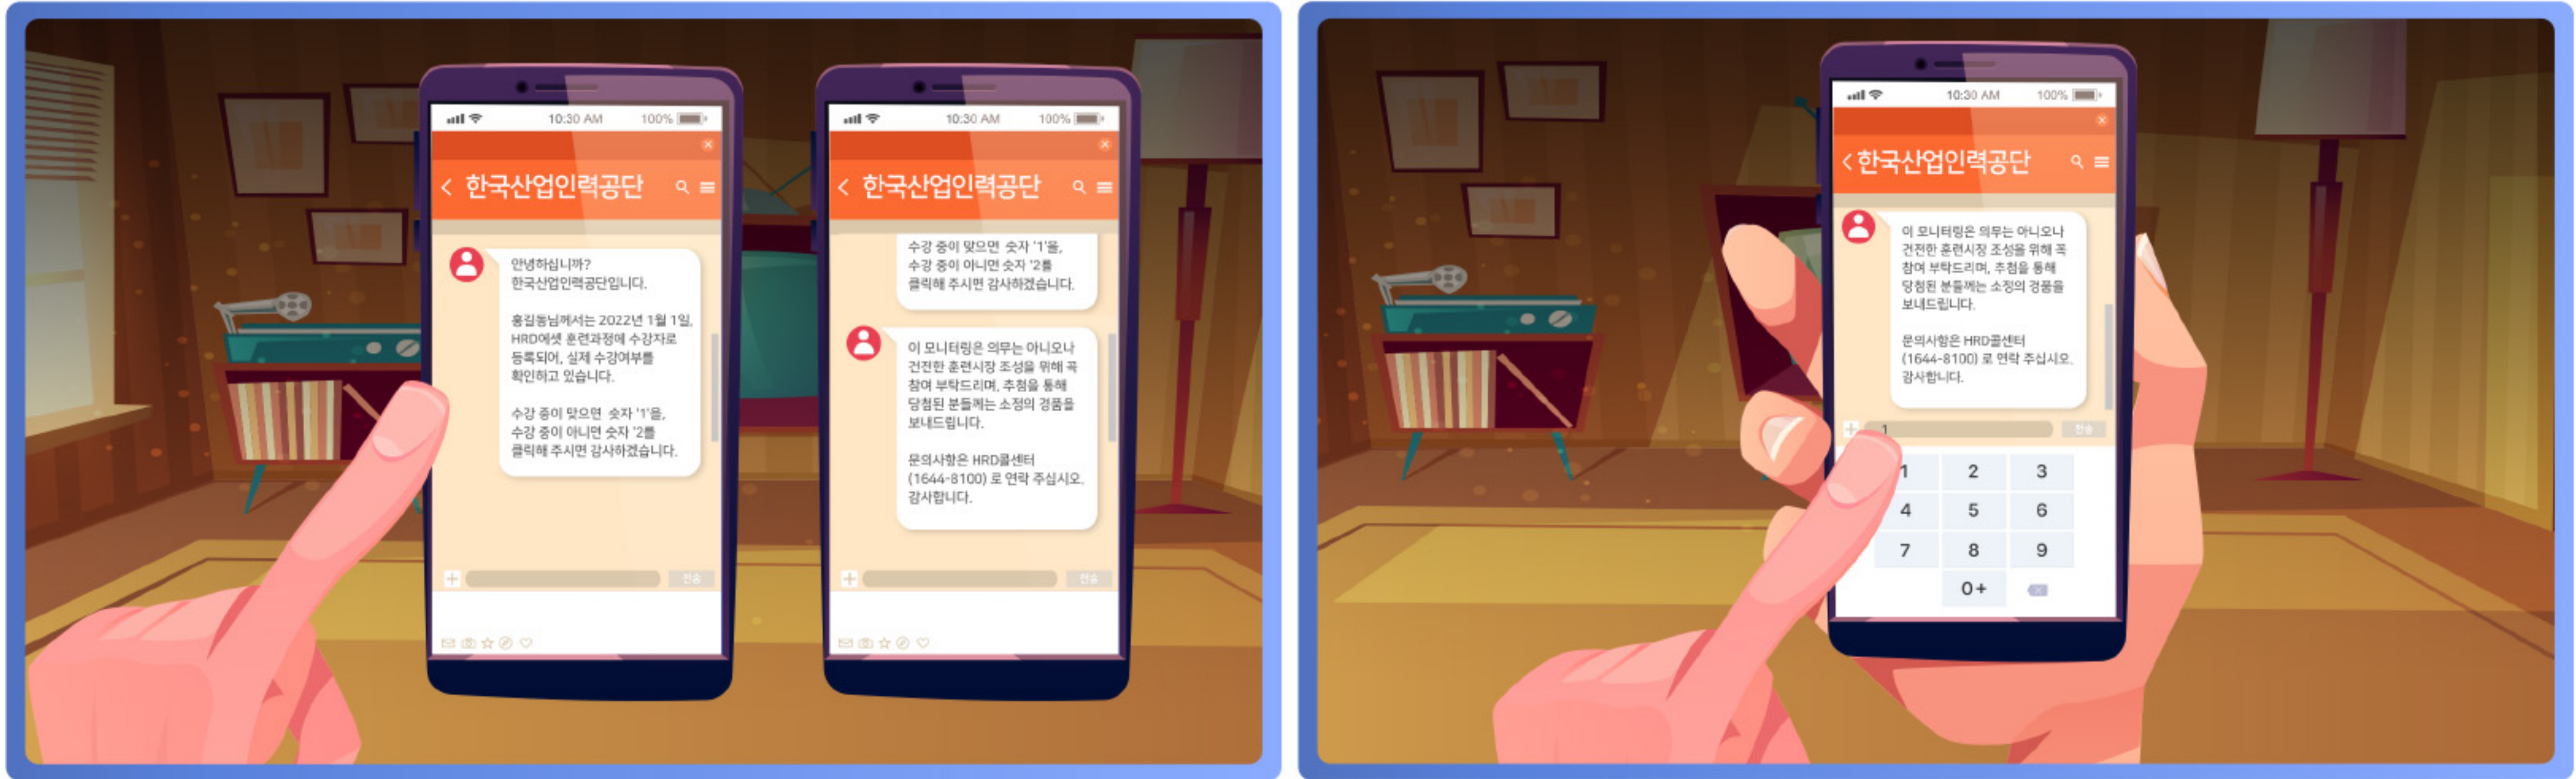 10:30 AM 100%
한국산업인력공단
안녕하십니까?
한국산업인력공단입니다.
홍길동님께서는 2022년 1월 1일,
HRD에셋 훈련과정에 수강자로
등록되어, 실제 수강여부를
확인하고 있습니다.
수강 중이 맞으면 숫자 '1'을,
수강 중이 아니면 숫자 '2를
클릭해 주시면 감사하겠습니다.
전송
10:30 AM 100%
한국산업인력공단
수강 중이 맞으면 숫자 '1'을,
수강 중이 아니면 숫자 '2를
클릭해 주시면 감사하겠습니다.
이 모니터링은 의무는 아니오나
건전한 훈련시장 조성을 위해 꼭
참여 부탁드리며, 추첨을 통해
당첨된 분들께는 소정의 경품을
보내드립니다.
문의사항은 HRD콜센터
(1644-8100) 로 연락 주십시오.
감사합니다.
전송
10:30 AM 100%
한국산업인력공단
이 모니터링은 의무는 아니오나
건전한 훈련시장 조성을 위해 꼭
참여 부탁드리며, 추첨을 통해
당첨된 분들께는 소정의 경품을
보내드립니다.
문의사항은 HRD콜센터
(1644-8100) 로 연락 주십시오.
감사합니다.
1 전송
1 2 3
4 5 6
7 8 9
0+